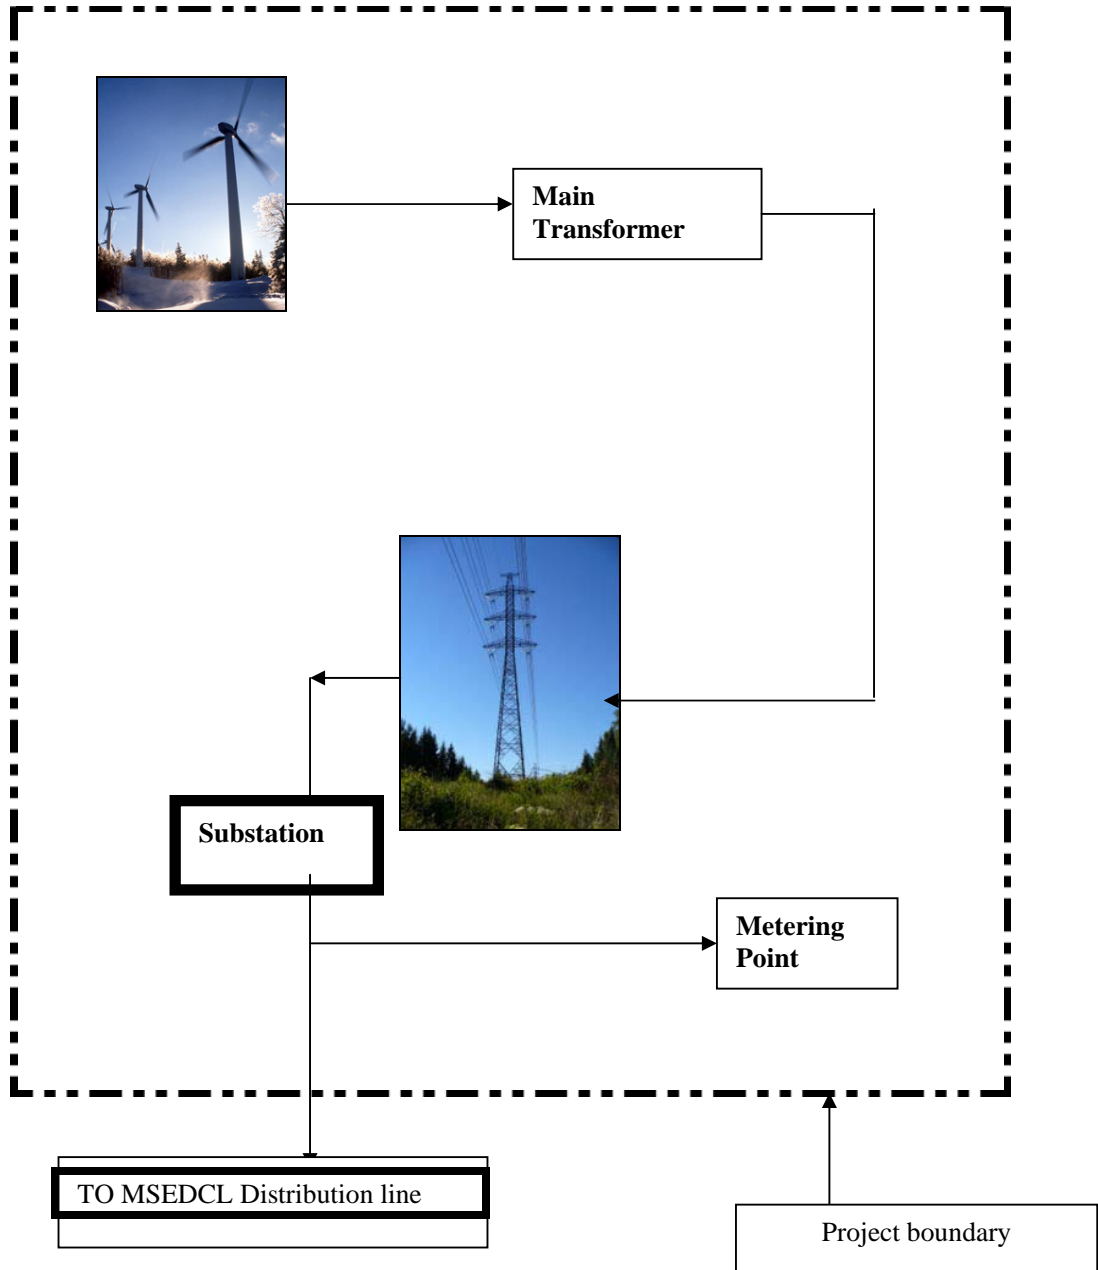 Main
Transformer
Substation
Metering
Point
TO MSEDCL Distribution line
Project boundary